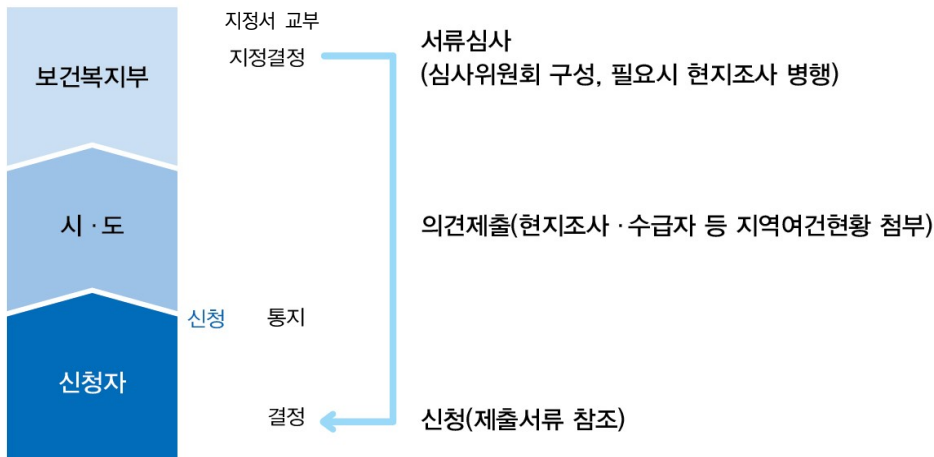 지정서 교부
지정결정
보건복지부
서류심사
(심사위원회 구성, 필요시 현지조사 병행)
시·도
의견제출(현지조사·수급자 등 지역여건현황 첨부)
신청
통지
신청자
결정
신청(제출서류 참조)